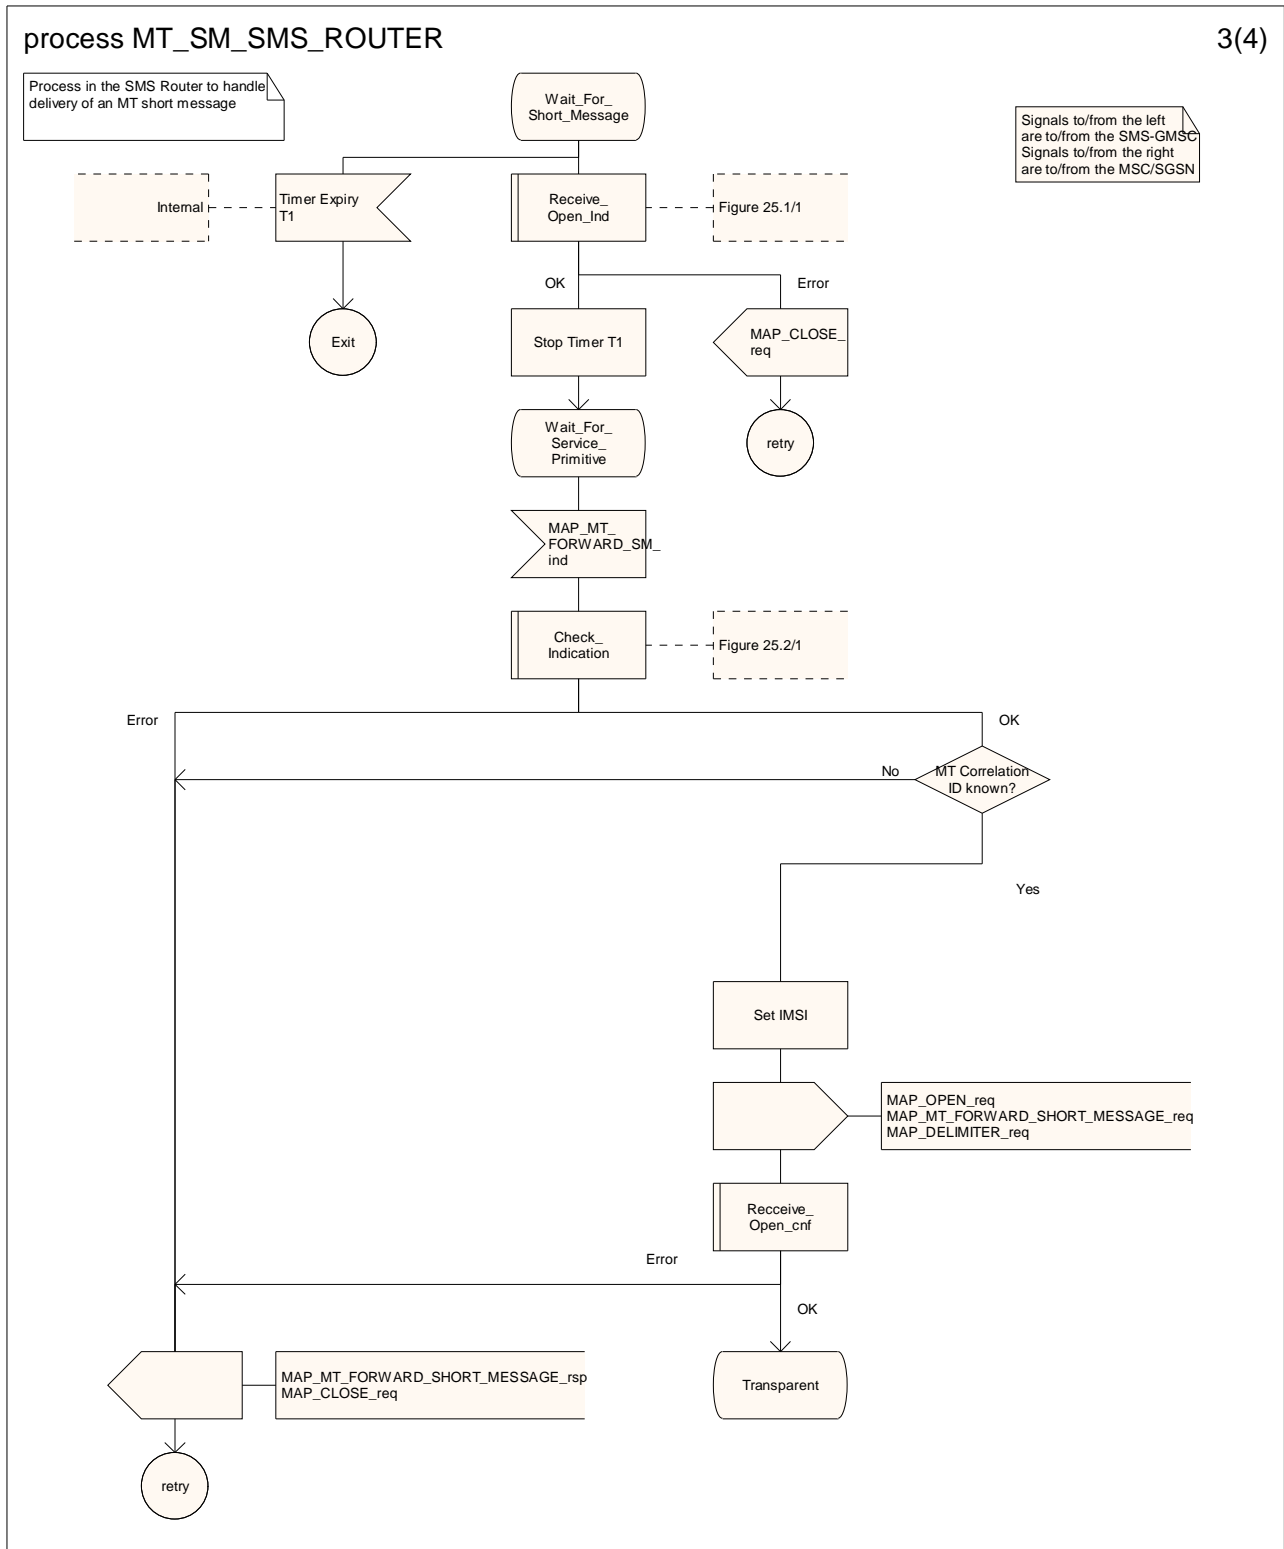 process MT_SM_SMS_ROUTER
3(4)
Process in the SMS Router to handle
delivery of an MT short message
Wait_For_
Short_Message
Signals to/from the left
are to/from the SMS-GMSC
Signals to/from the right
are to/from the MSC/SGSN
Internal
Timer Expiry
T1
Receive_
Open_Ind
Figure 25.1/1
OK
Error
Exit
Stop Timer T1
MAP_CLOSE_
req
Wait_For_
Service_
Primitive
retry
MAP_MT_
FORWARD_SM_
ind
Check_
Indication
Figure 25.2/1
Error
OK
No
MT Correlation
ID known?
Yes
Set IMSI
MAP_OPEN_req
MAP_MT_FORWARD_SHORT_MESSAGE_req
MAP_DELIMITER_req
Recceive_
Open_cnf
Error
OK
MAP_MT_FORWARD_SHORT_MESSAGE_rsp
MAP_CLOSE_req
Transparent
retry